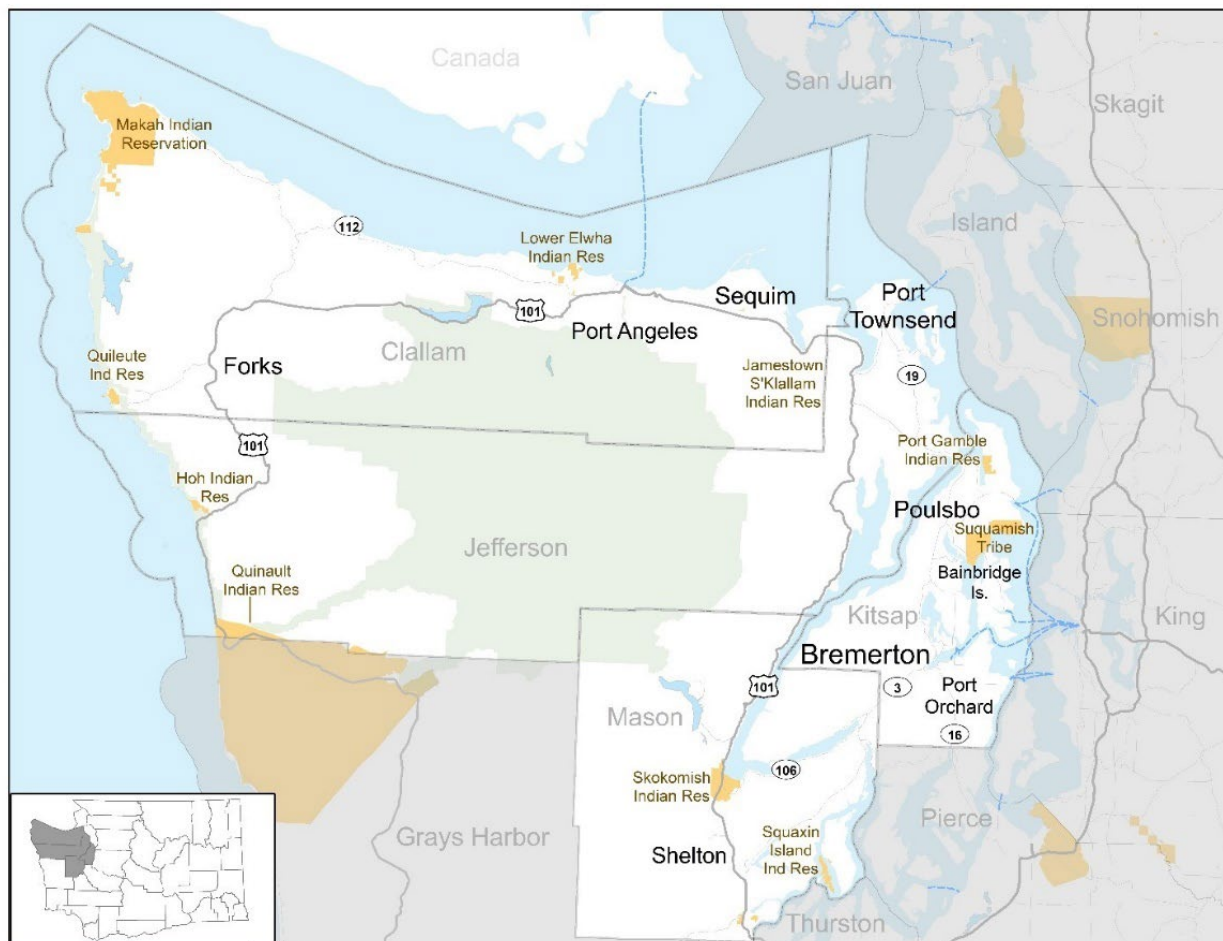 Canada
San Juan
Skagit
Makah Indian
Reservation
Island
112
Lower Elwha
Indian Res
Sequim
Port
Townsend
Snohomish
101
Port Angeles
Forks
Clallam
Quileute
Ind Res
Jamestown
S'Klallam
Indian Res
19
101
Port Gamble
Indian Res
Hoh Indian
Res
Poulsbo
Suquamish
Tribe
Jefferson
Bainbridge
Is.
Quinault
Indian Res
Kitsap
King
Bremerton
101
3
Port
Orchard
Mason
16
106
Skokomish
Indian Res
Pierce
Grays Harbor
Shelton
Squaxin
Island
Ind Res
Thurston